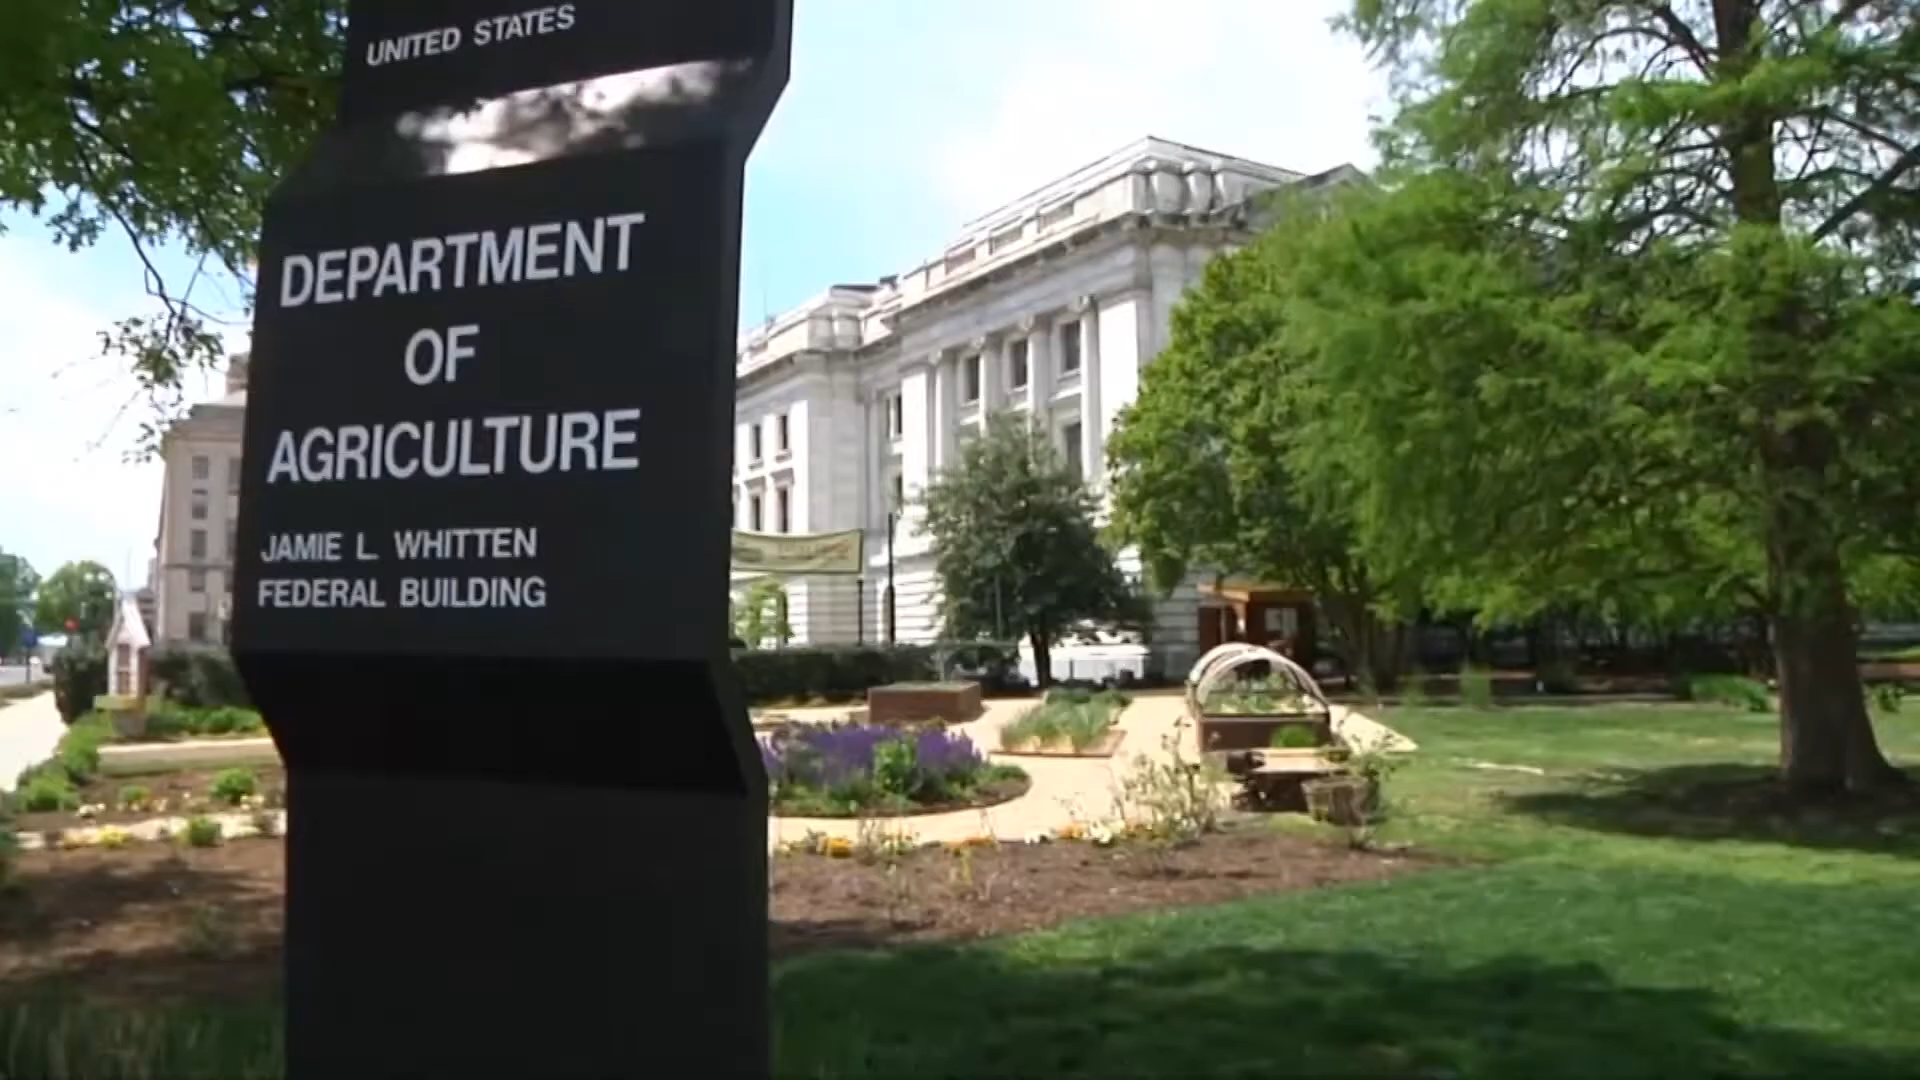 UNITED STATES
DEPARTMENT
OF
AGRICULTURE
JAMIE L. WHITTEN
FEDERAL BUILDING